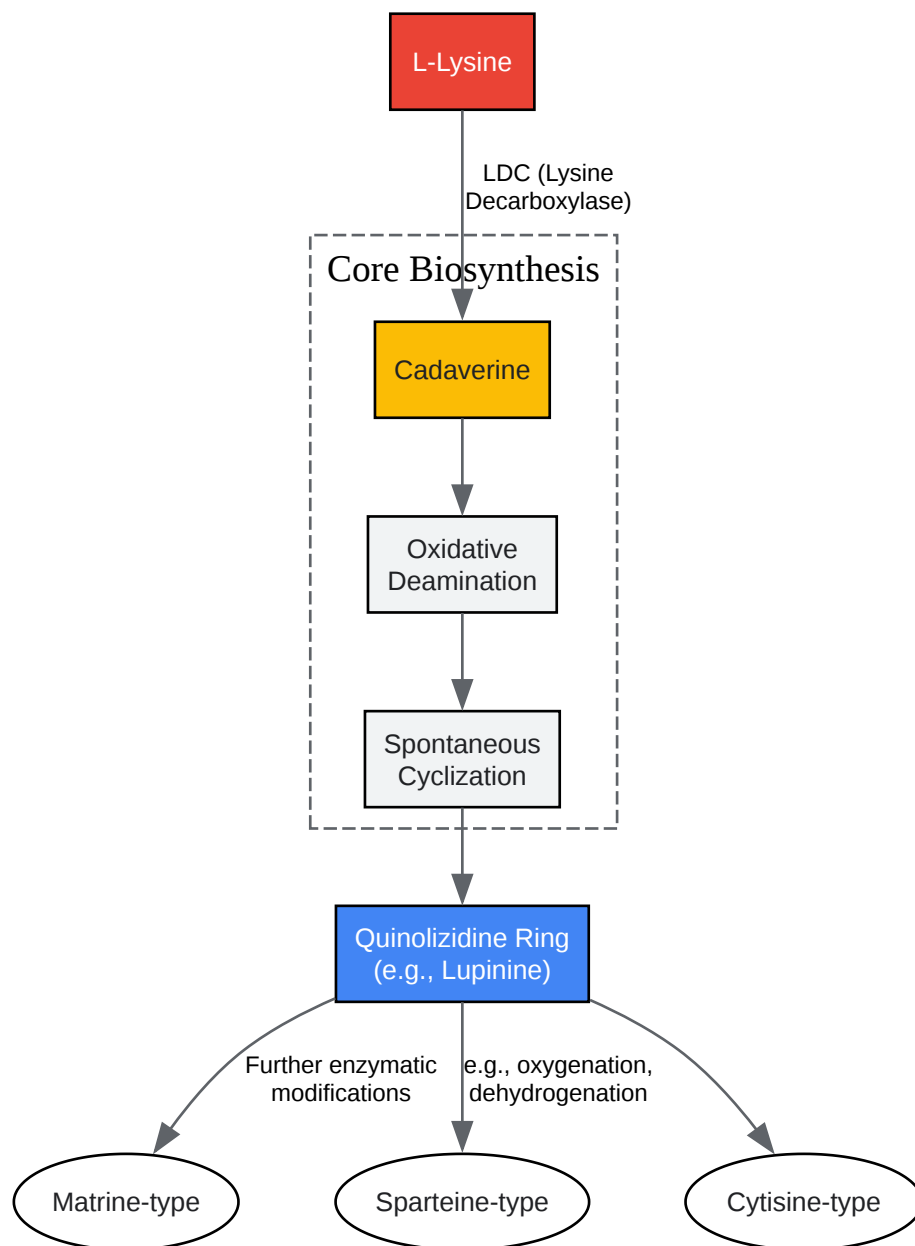 L-Lysine
LDC (Lysine
Decarboxylase)
Core Biosynthesis
Cadaverine
Oxidative
Deamination
Spontaneous
Cyclization
Quinolizidine Ring
(e.g., Lupinine)
Further enzymatic
modifications
e.g., oxygenation,
dehydrogenation
Matrine-type
Sparteine-type
Cytisine-type